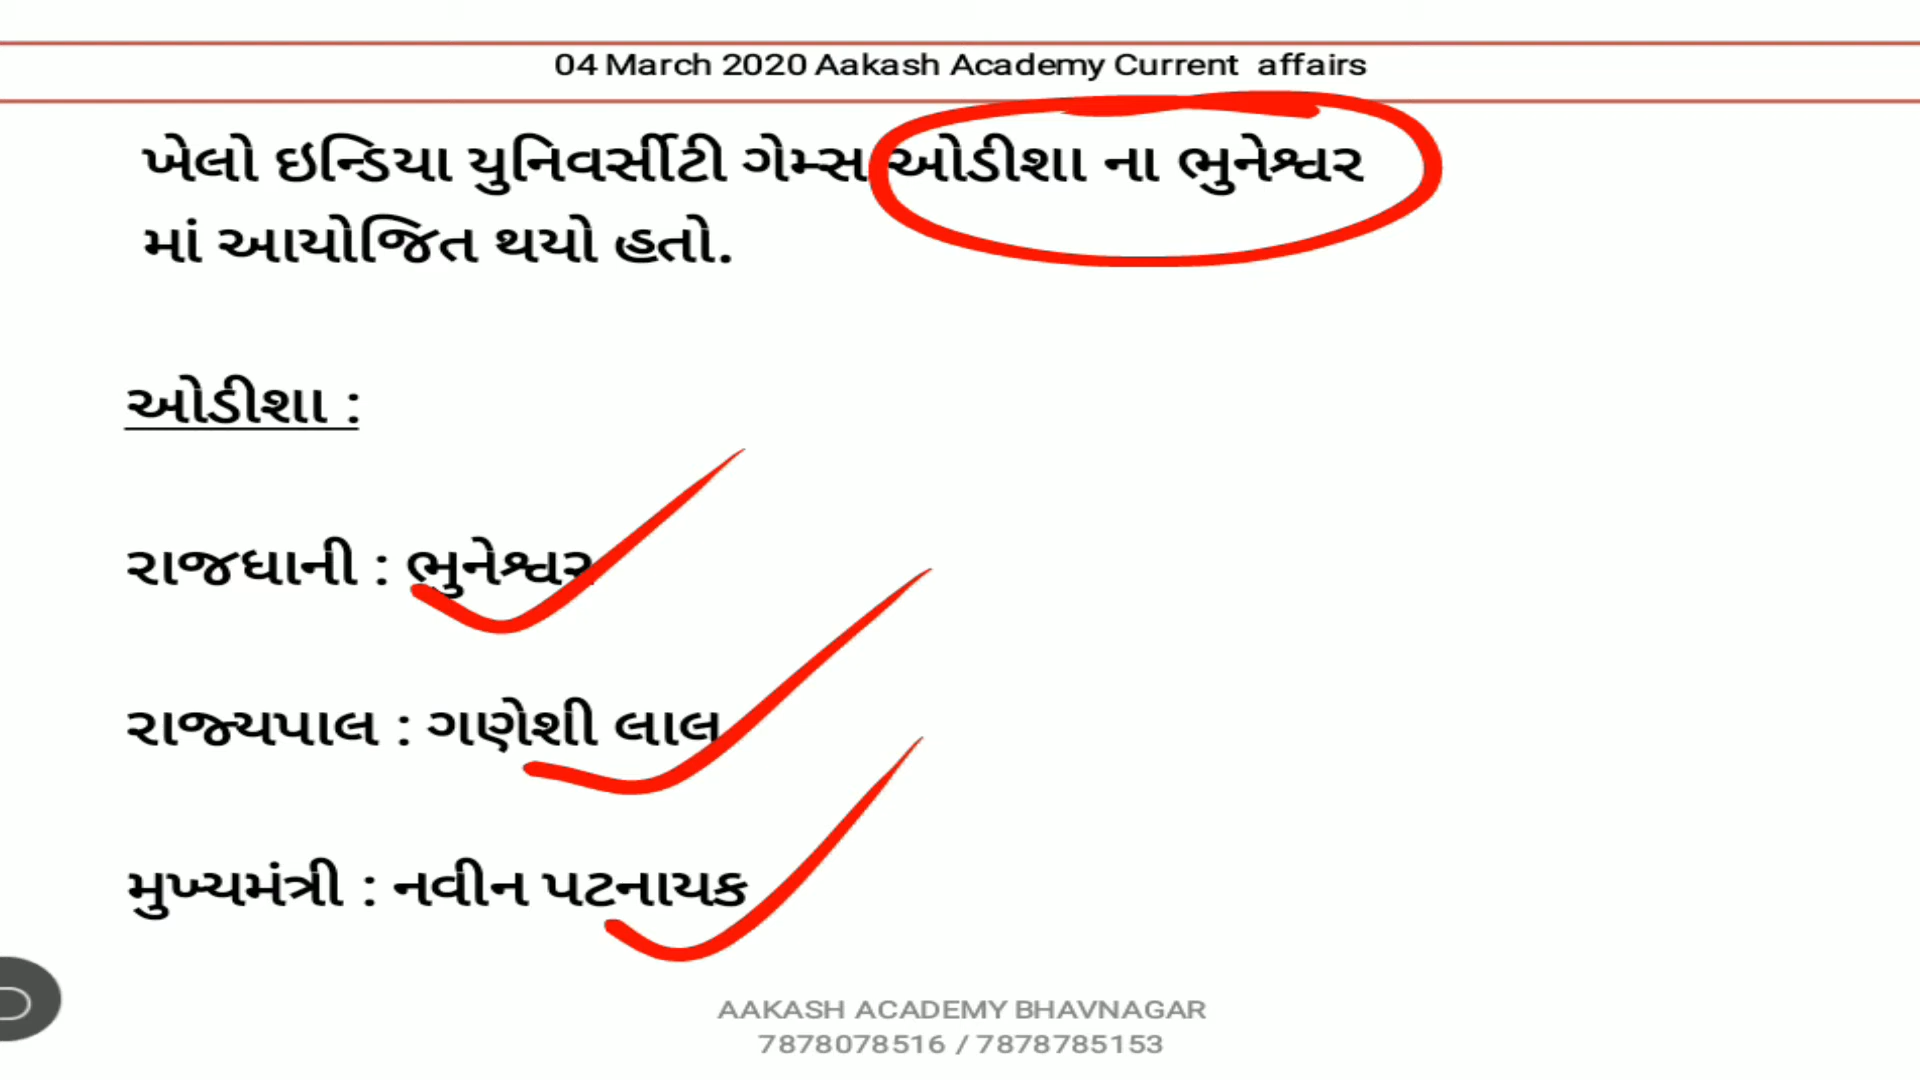 04 March 2020 Aakash Academy Current affairs
ખેલો ઇન્ડિયા યુનિવર્સીટી ગેમ્સ ઓડીશા ના ભુનેશ્વર
માં આયોજિત થયો હતો.
ઓડીશા :
રાજધાની : ભુનેશ્વર
રાજ્યપાલ : ગણેશી લાલ
મુખ્યમંત્રી : નવીન પટનાયક
AAKASH ACADEMY BHAVNAGAR
7878078516 / 7878785153